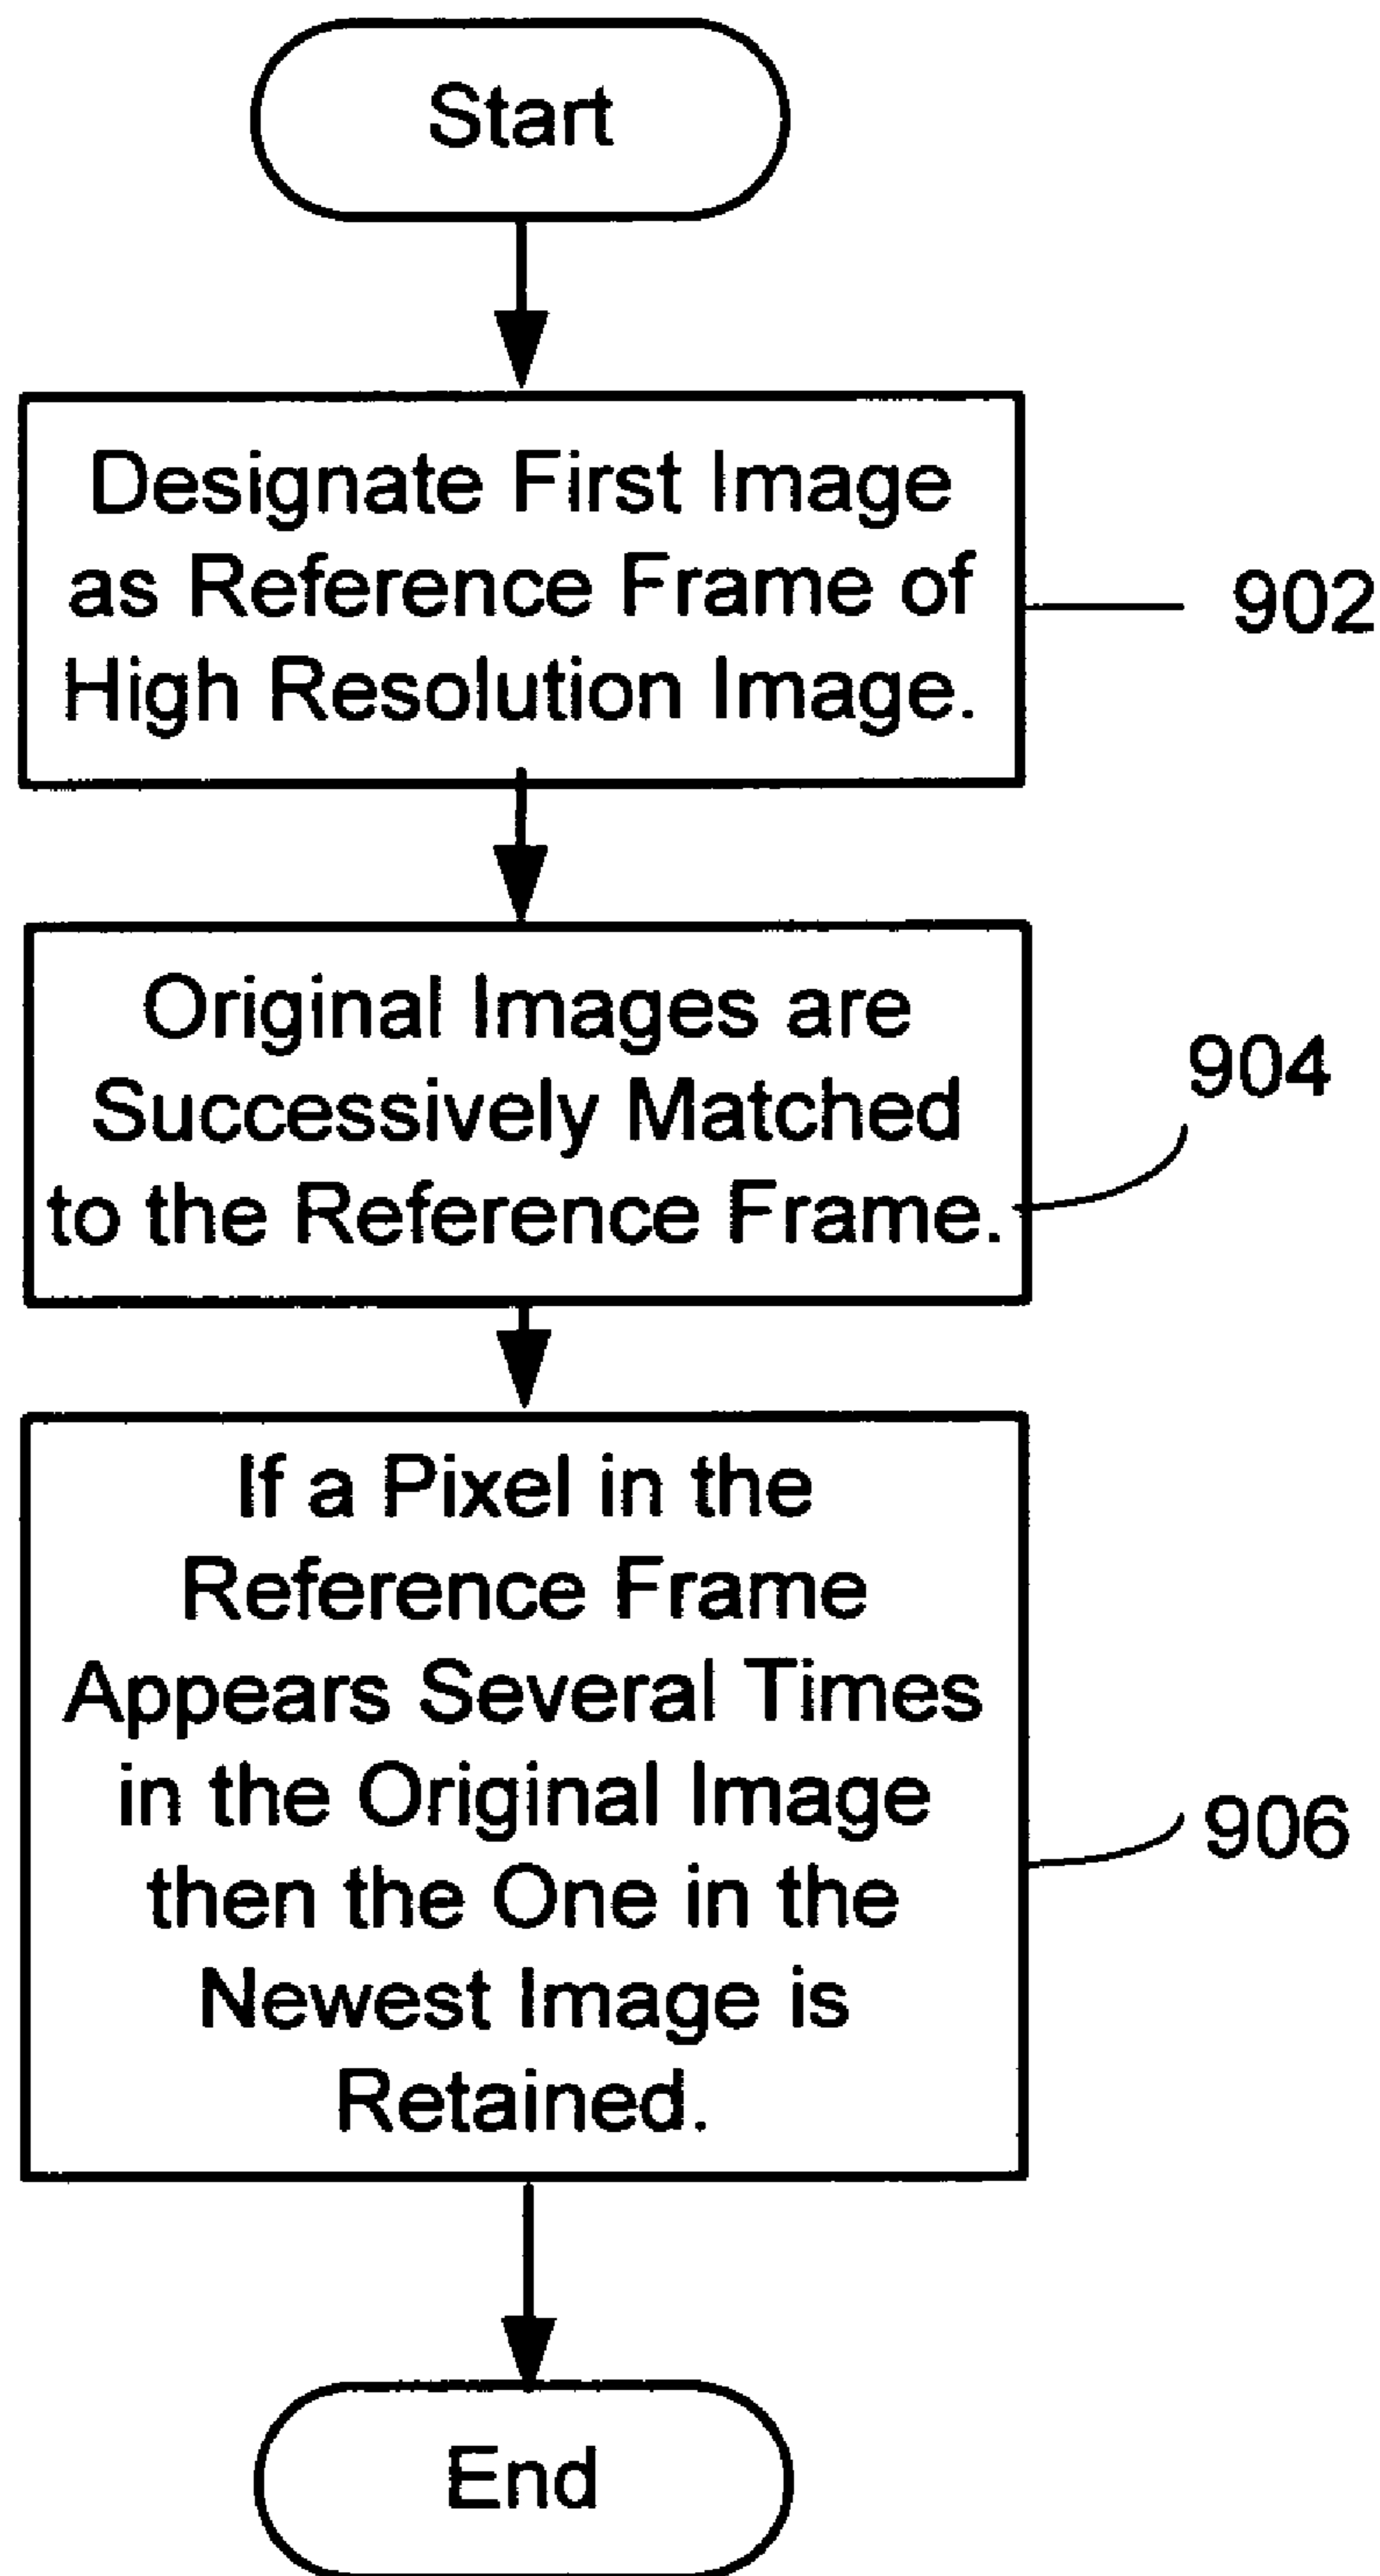 Start
Designate First Image
as Reference Frame of
High Resolution Image.
902
Original Images are
Successively Matched
to the Reference Frame.
904
If a Pixel in the
Reference Frame
Appears Several Times
in the Original Image
then the One in the
Newest Image is
Retained.
906
End